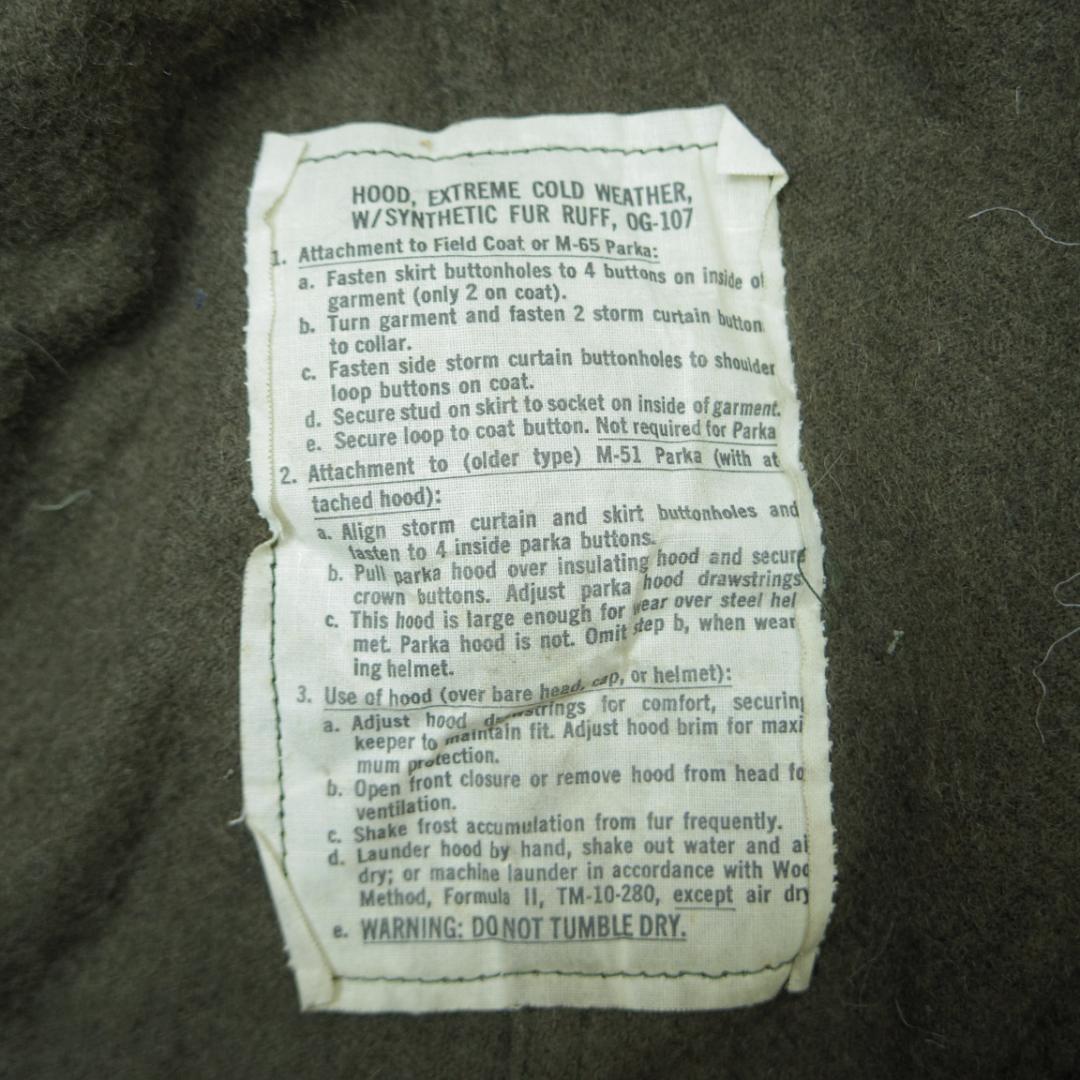 HOOD, EXTREME COLD WEATHER,
W/SYNTHETIC FUR RUFF, OG-107
1. Attachment to Field Coat or M-65 Parka:
a. Fasten skirt buttonholes to 4 buttons on inside of
garment (only 2 on coat).
b. Turn garment and fasten 2 storm curtain button
to collar.
c. Fasten side storm curtain buttonholes to shoulder
loop buttons on coat.
d. Secure stud on skirt to socket on inside of garment.
e. Secure loop to coat button. Not required for Parka
2. Attachment to (older type) M-51 Parka (with at
tached hood):
a. Align storm curtain and skirt buttonholes and
fasten to 4 inside parka buttons.
b. Pull parka hood over insulating hood and secure
crown buttons. Adjust parka hood drawstrings
c. This hood is large enough for wear over steel hel
met. Parka hood is not. Omit step b, when wear
ing helmet.
3. Use of hood (over bare head, cap, or helmet):
a. Adjust hood drawstrings for comfort, securing
keeper to maintain fit. Adjust hood brim for maxi
mum protection.
b. Open front closure or remove hood from head fo
ventilation.
c. Shake frost accumulation from fur frequently.
d. Launder hood by hand, shake out water and ai
dry; or machine launder in accordance with Woo
Method, Formula II, TM-10-280, except air dry
e. WARNING: DO NOT TUMBLE DRY.